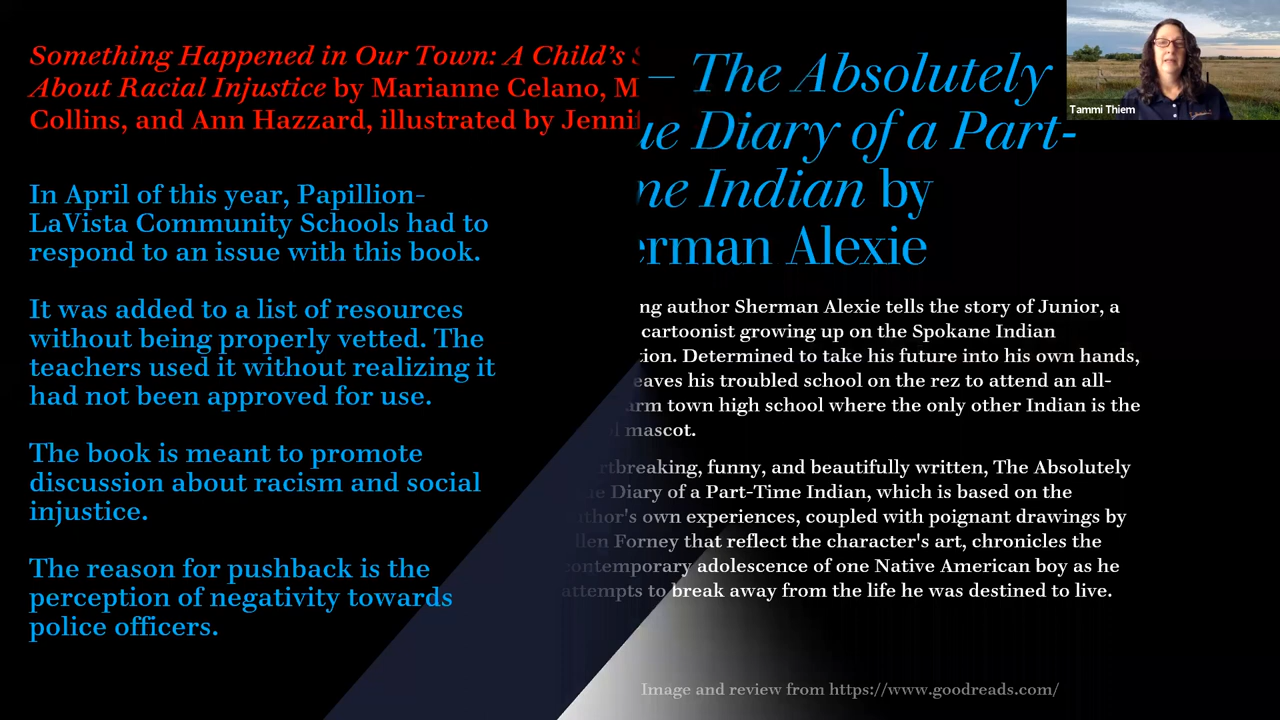 Something Happened in Our Town: A Child's
About Racial Injustice by Marianne Celano, M
Collins, and Ann Hazzard, illustrated by Jenni
In April of this year, Papillion-
LaVista Community Schools had to
respond to an issue with this book.
It was added to a list of resources
without being properly vetted. The
teachers used it without realizing it
had not been approved for use.
The book is meant to promote
discussion about racism and social
injustice.
The reason for pushback is the
perception of negativity towards
police officers.
– The Absolutely
ue Diary of a Part-
ne Indian by
erman Alexie
ng author Sherman Alexie tells the story of Junior, a
cartoonist growing up on the Spokane Indian
tion. Determined to take his future into his own hands,
eaves his troubled school on the rez to attend an all-
arm town high school where the only other Indian is the
mascot.
rtbreaking, funny, and beautifully written, The Absolutely
ue Diary of a Part-Time Indian, which is based on the
thor's own experiences, coupled with poignant drawings by
llen Forney that reflect the character's art, chronicles the
contemporary adolescence of one Native American boy as he
attempts to break away from the life he was destined to live.
Image and review from https://www.goodreads.com/
Tammi Thiem